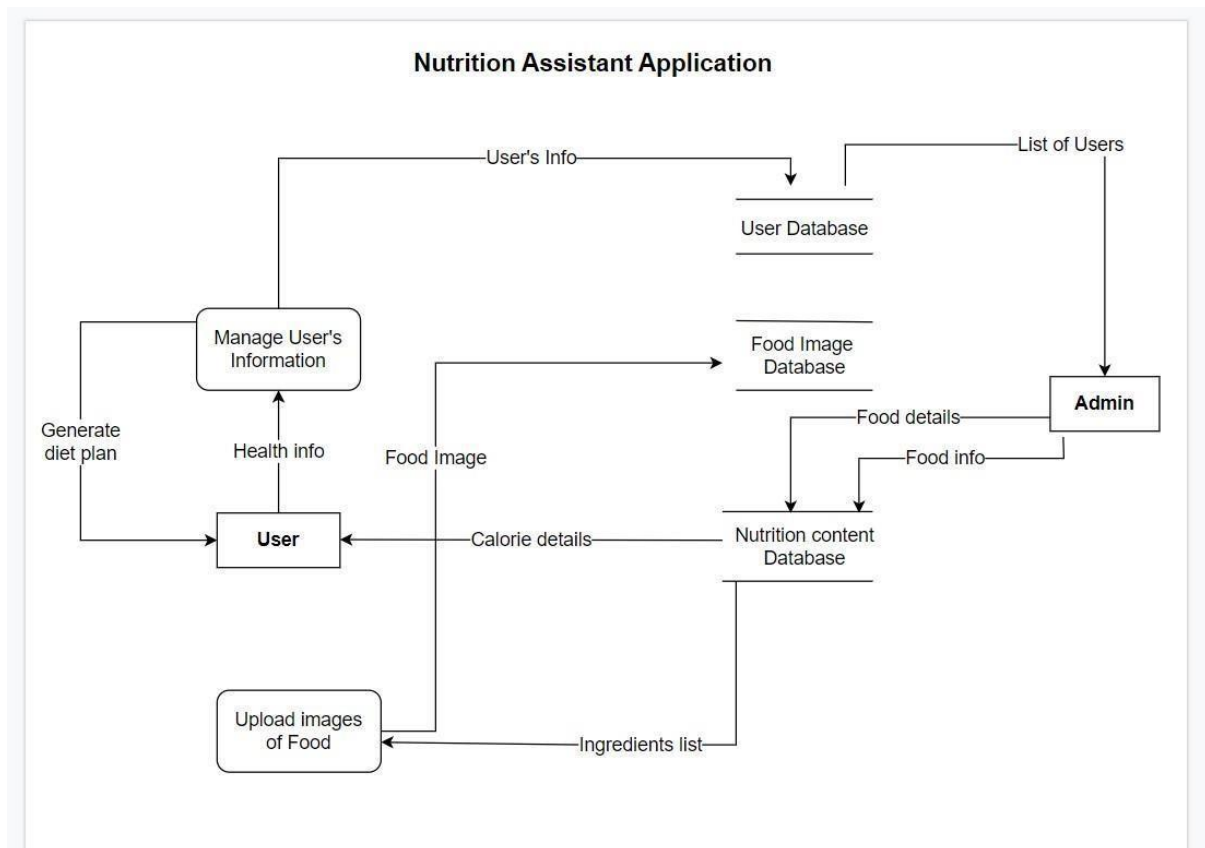 Nutrition Assistant Application
User's Info
List of Users
User Database
Manage User's
Information
Food Image
Database
Admin
Food details
Generate
diet plan
Health info
Food Image
Food info
User
Calorie details
Nutrition content
Database
Upload images
of Food
Ingredients list